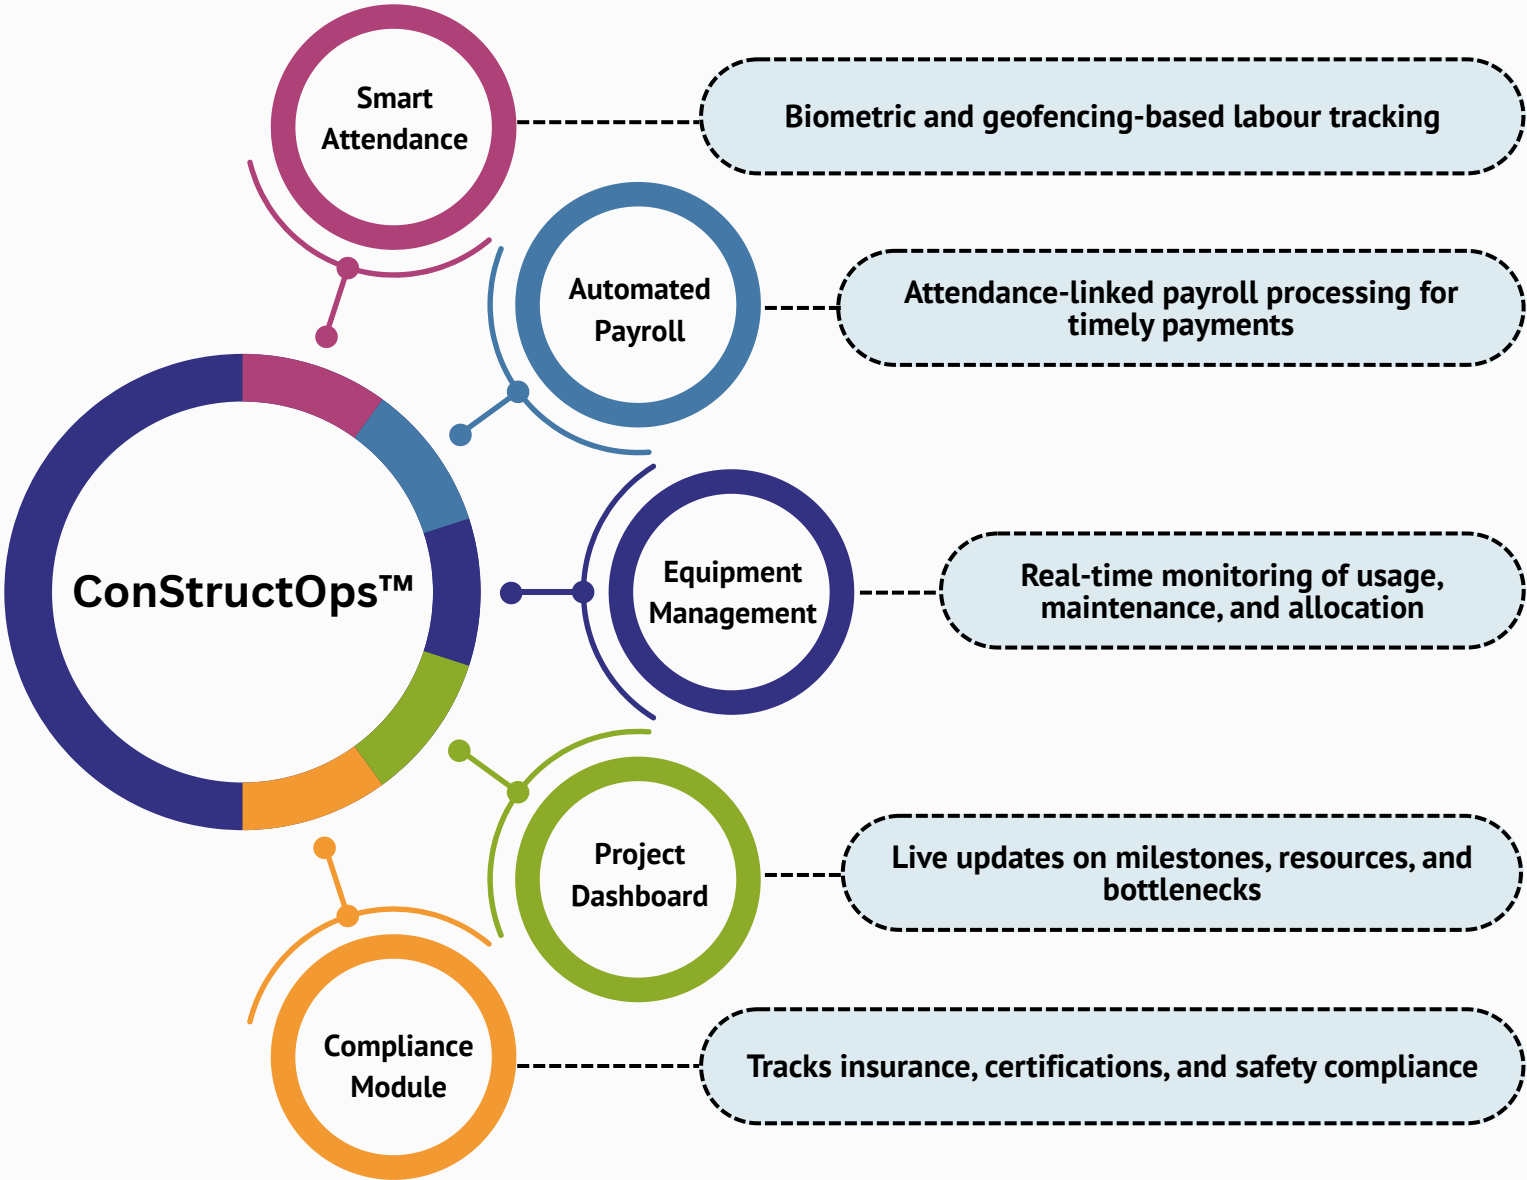 Smart
Attendance
Biometric and geofencing-based labour tracking
Automated
Payroll
Attendance-linked payroll processing for
timely payments
ConStructOps™
Equipment
Management
Real-time monitoring of usage,
maintenance, and allocation
Project
Dashboard
Live updates on milestones, resources, and
bottlenecks
Compliance
Module
Tracks insurance, certifications, and safety compliance